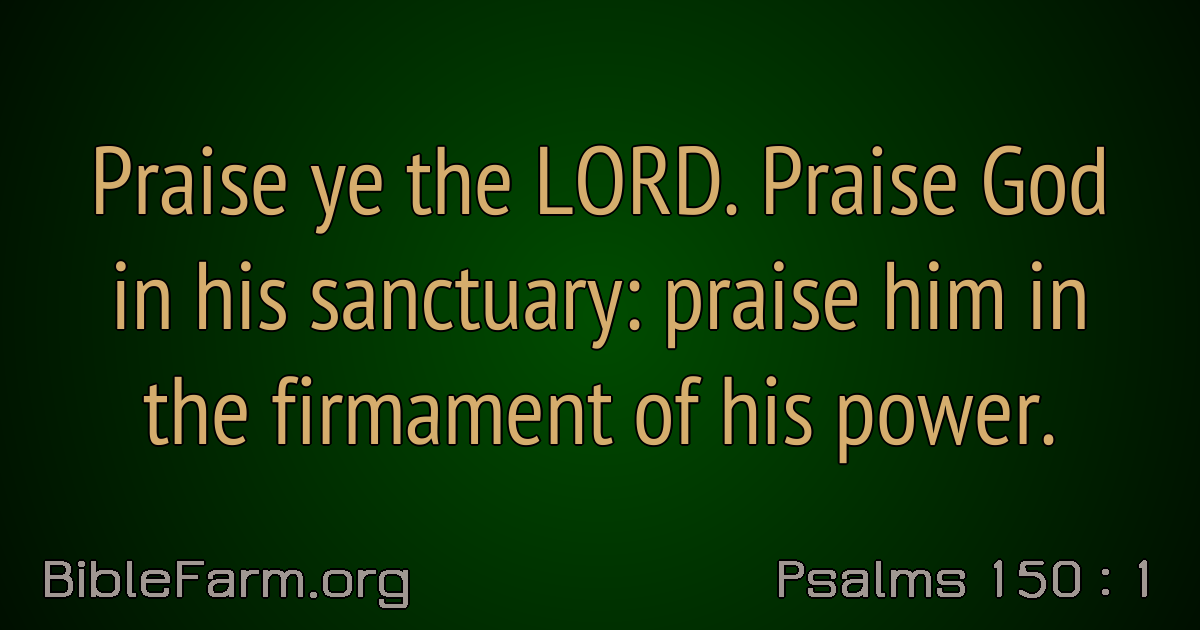 Praise ye the LORD. Praise God
in his sanctuary: praise him in
the firmament of his power.
BibleFarm.org
Psalms 150 : 1